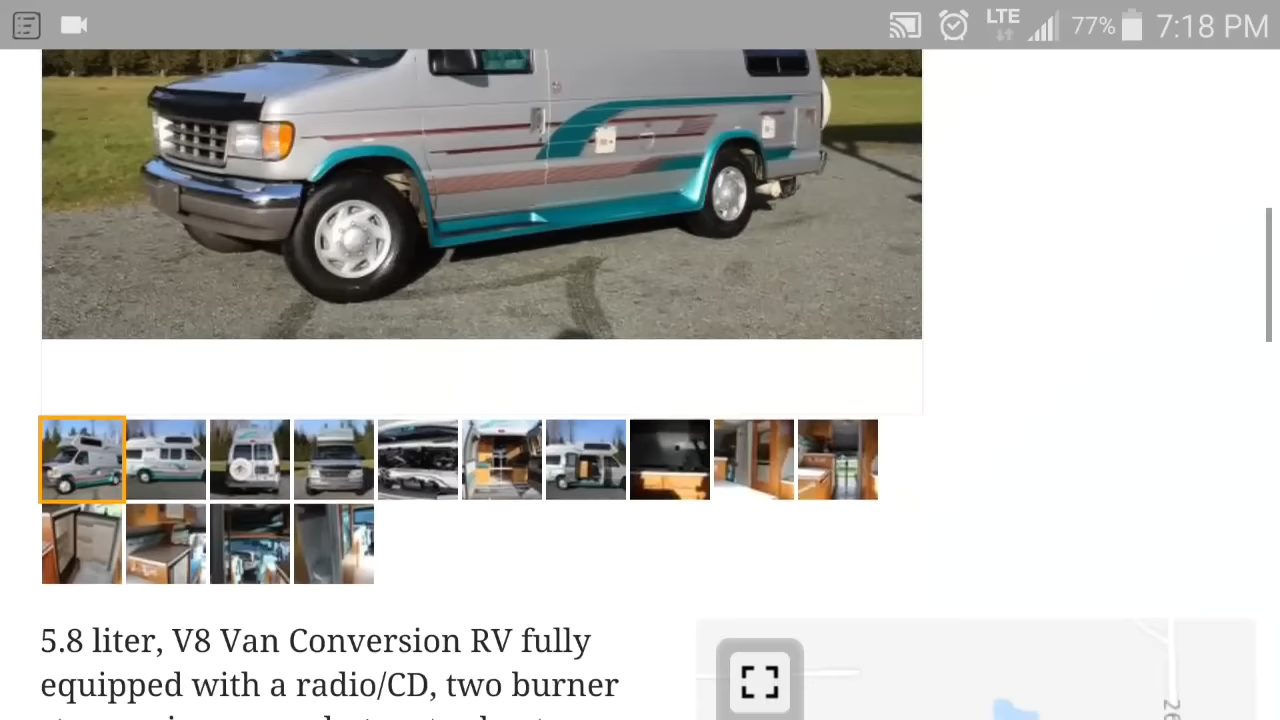 LTE 77% 7:18 PM
5.8 liter, V8 Van Conversion RV fully
equipped with a radio/CD, two burner
26